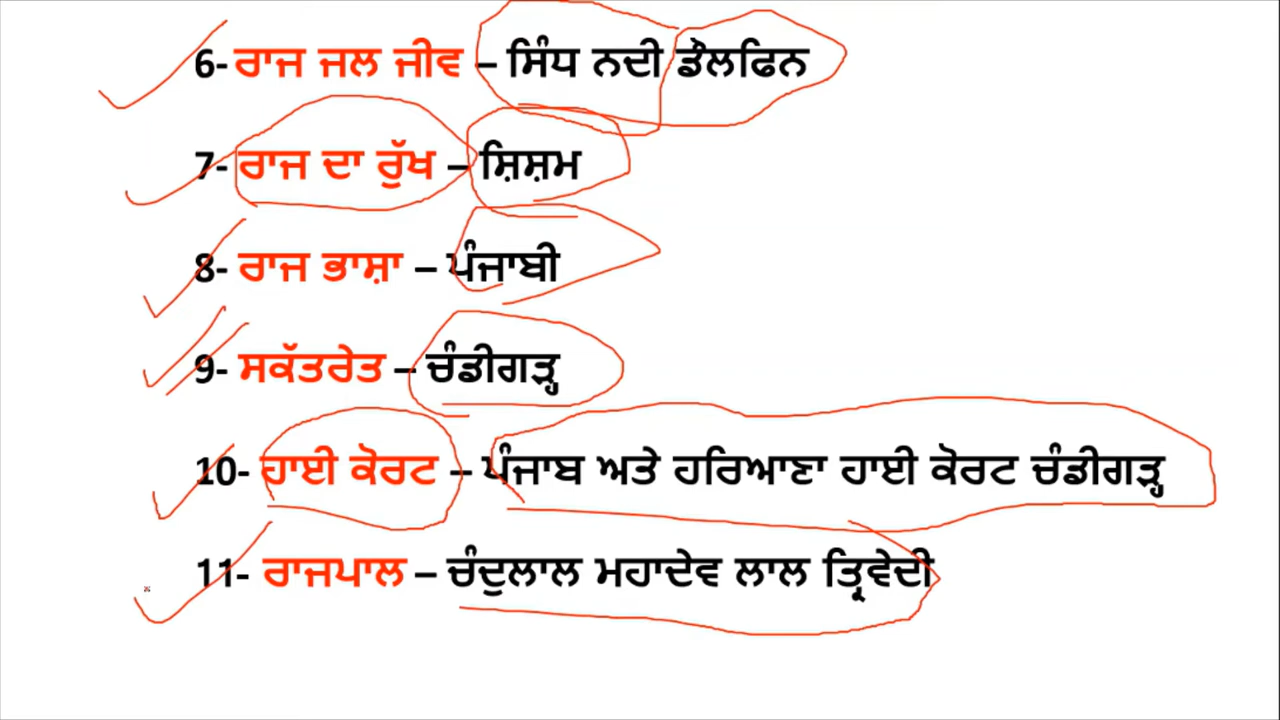 6- ਰਾਜ ਜਲ ਜੀਵ – ਸਿੰਧ ਨਦੀ ਡੌਲਫਿਨ
7- ਰਾਜ ਦਾ ਰੁੱਖ – ਸ਼ਿਸ਼ਮ
8- ਰਾਜ ਭਾਸ਼ਾ – ਪੰਜਾਬੀ
9- ਸਕੱਤਰੇਤ – ਚੰਡੀਗੜ੍ਹ
10- ਹਾਈ ਕੋਰਟ – ਪੰਜਾਬ ਅਤੇ ਹਰਿਆਣਾ ਹਾਈ ਕੋਰਟ ਚੰਡੀਗੜ੍ਹ
11- ਰਾਜਪਾਲ – ਚੰਦੁਲਾਲ ਮਹਾਦੇਵ ਲਾਲ ਤ੍ਰਿਵੇਦੀ